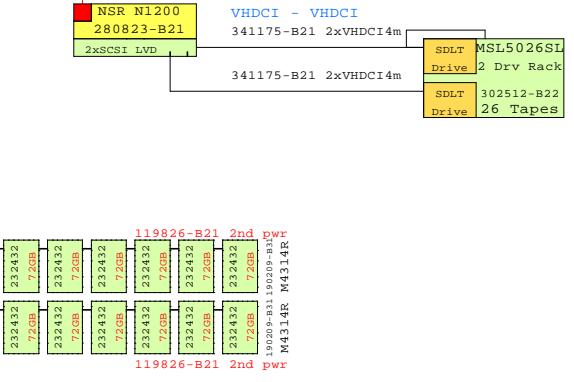 NSR N1200
280823-B21
2xSCSI LVD
VHDCI - VHDCI
341175-B21 2xVHDCI4m
341175-B21 2xVHDCI4m
SDLT
Drive
SDLT
Drive
MSL5026SL
2 Drv Rack
302512-B22
26 Tapes
119826-B21 2nd pwr
232432
72GB
232432
72GB
232432
72GB
232432
72GB
232432
72GB
232432
72GB
190209-B31
M4314R
232432
72GB
232432
72GB
232432
72GB
232432
72GB
232432
72GB
232432
72GB
190209-B31
M4314R
119826-B21 2nd pwr